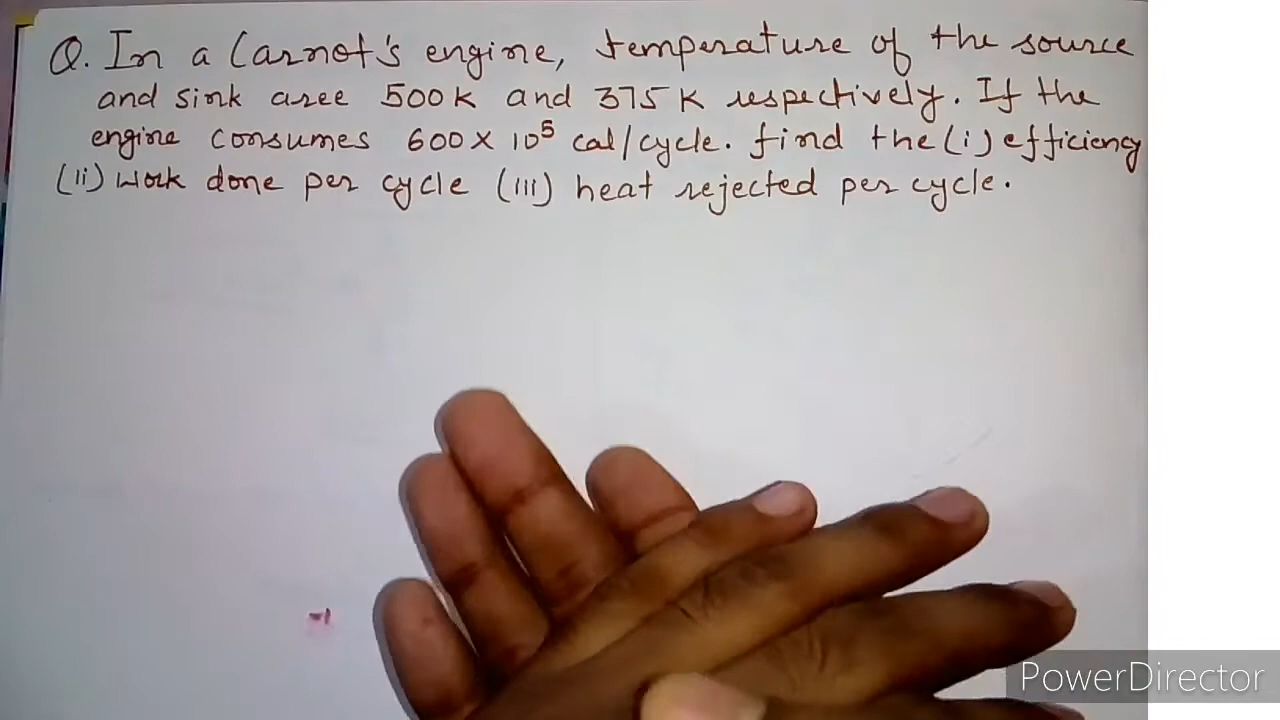 Q. In a Carnot's engine, temperature of the source
and sink aree 500K and 375 K respectively. If the
engine consumes 600 × 10⁵ cal/cycle. find the (i) efficiency
(ii) Work done per cycle (iii) heat rejected per cycle.
PowerDirector